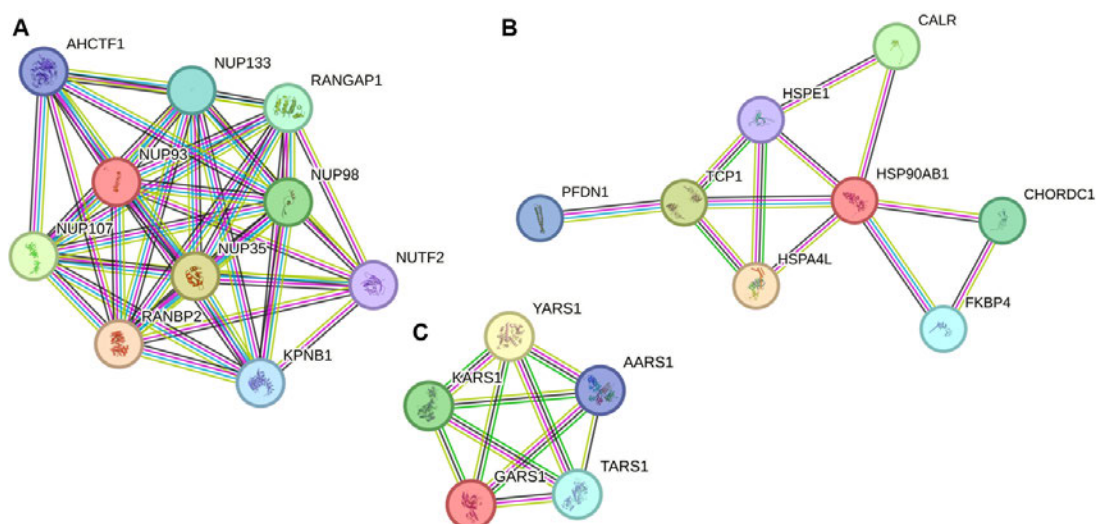 A
AHCTF1
NUP133
RANGAP1
NUP93
NUP98
NUP107
NUP35
NUTF2
RANBP2
KPNB1
B
CALR
HSPE1
HSP90AB1
TCP1
CHORDC1
PFDN1
HSPA4L
FKBP4
C
YARS1
AARS1
KARS1
GARS1
TARS1